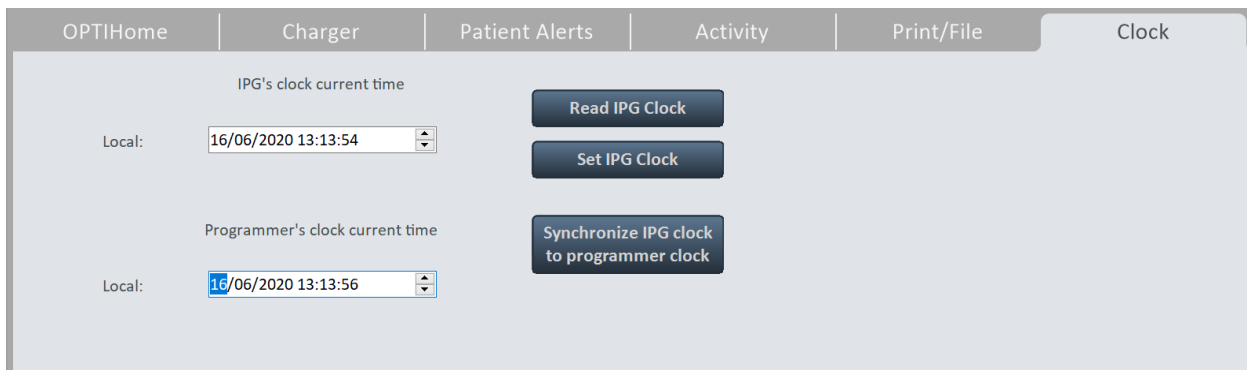 OPTIHome Charger Patient Alerts Activity Print/File Clock
IPG's clock current time
Read IPG Clock
Local: 16/06/2020 13:13:54
Set IPG Clock
Programmer's clock current time
Synchronize IPG clock
to programmer clock
Local: 16/06/2020 13:13:56